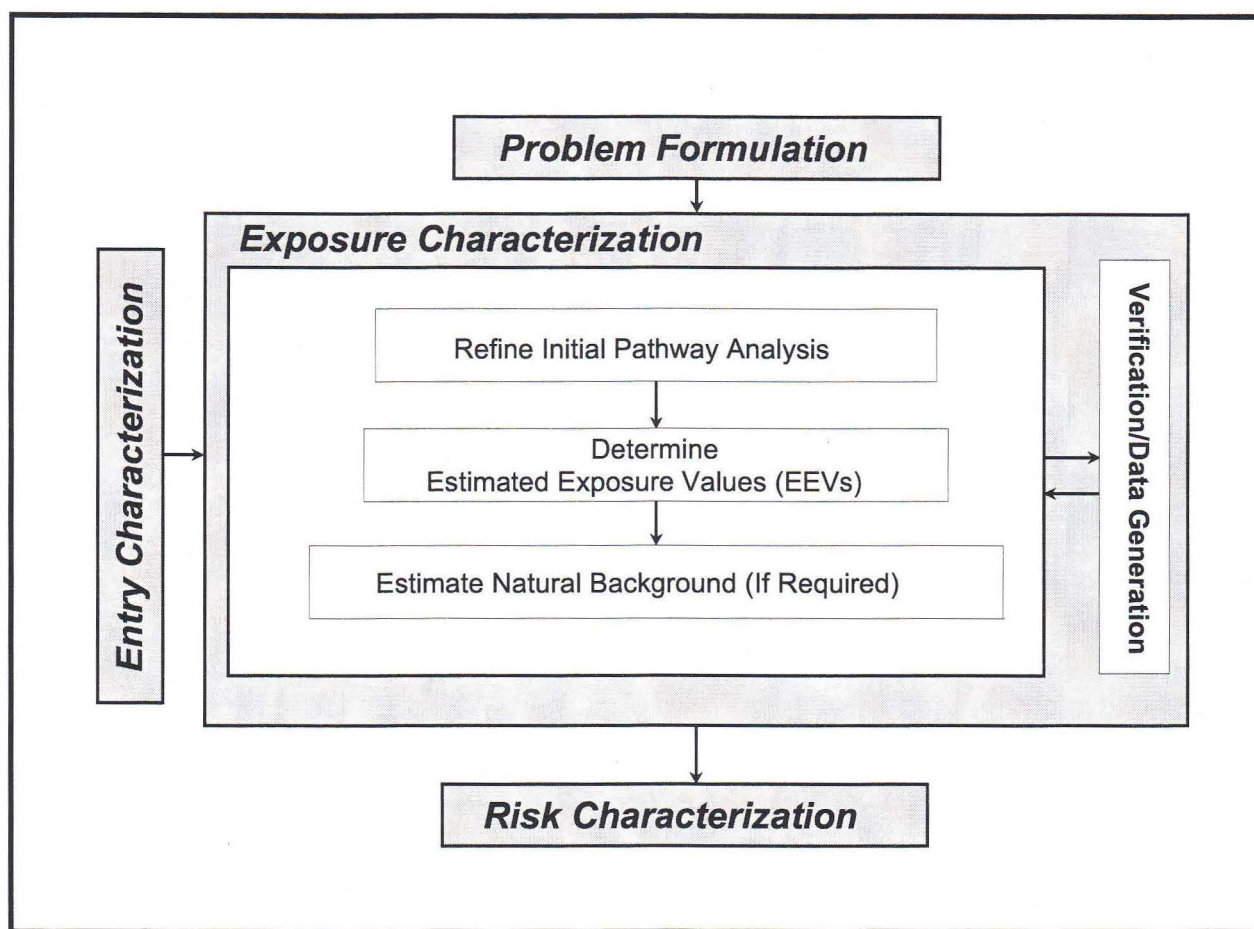 Problem Formulation
Exposure Characterization
Entry Characterization
Refine Initial Pathway Analysis
Determine
Estimated Exposure Values (EEVs)
Estimate Natural Background (If Required)
Verification/Data Generation
Risk Characterization